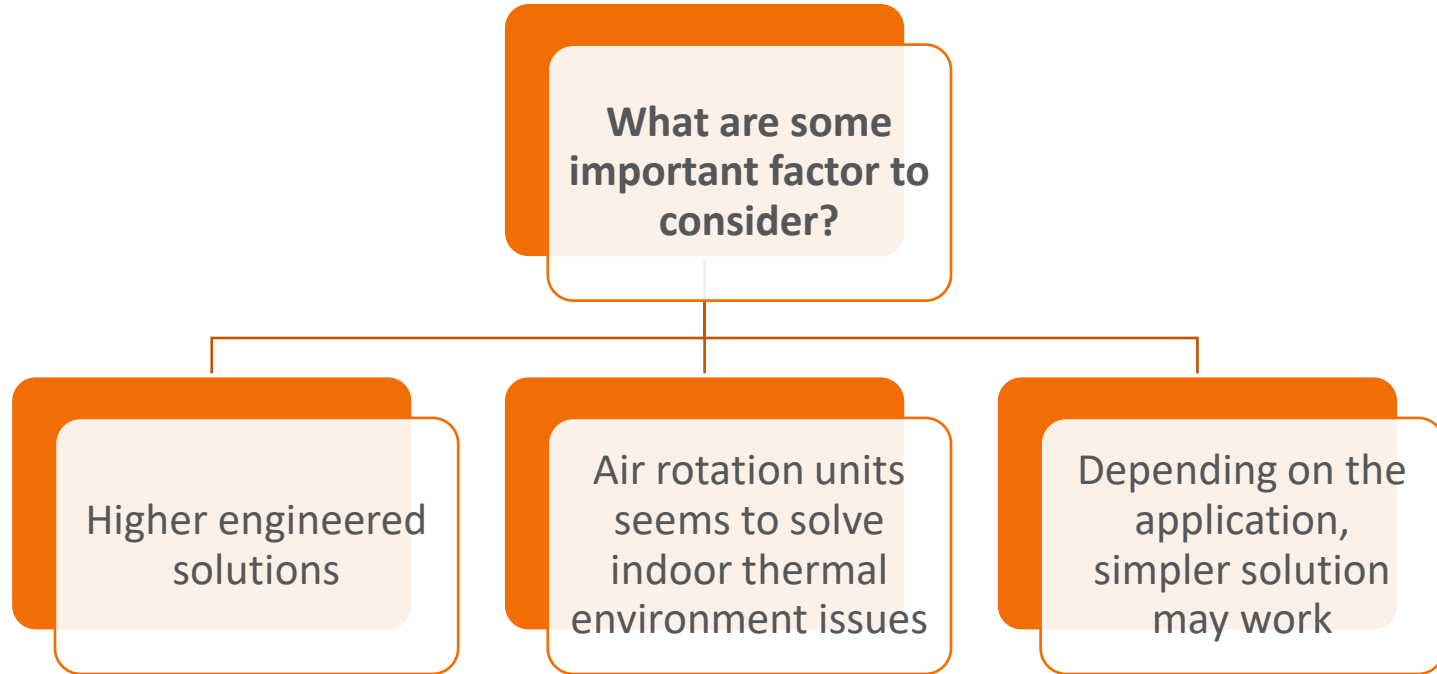 What are some
important factor to
consider?
Higher engineered
solutions
Air rotation units
seems to solve
indoor thermal
environment issues
Depending on the
application,
simpler solution
may work